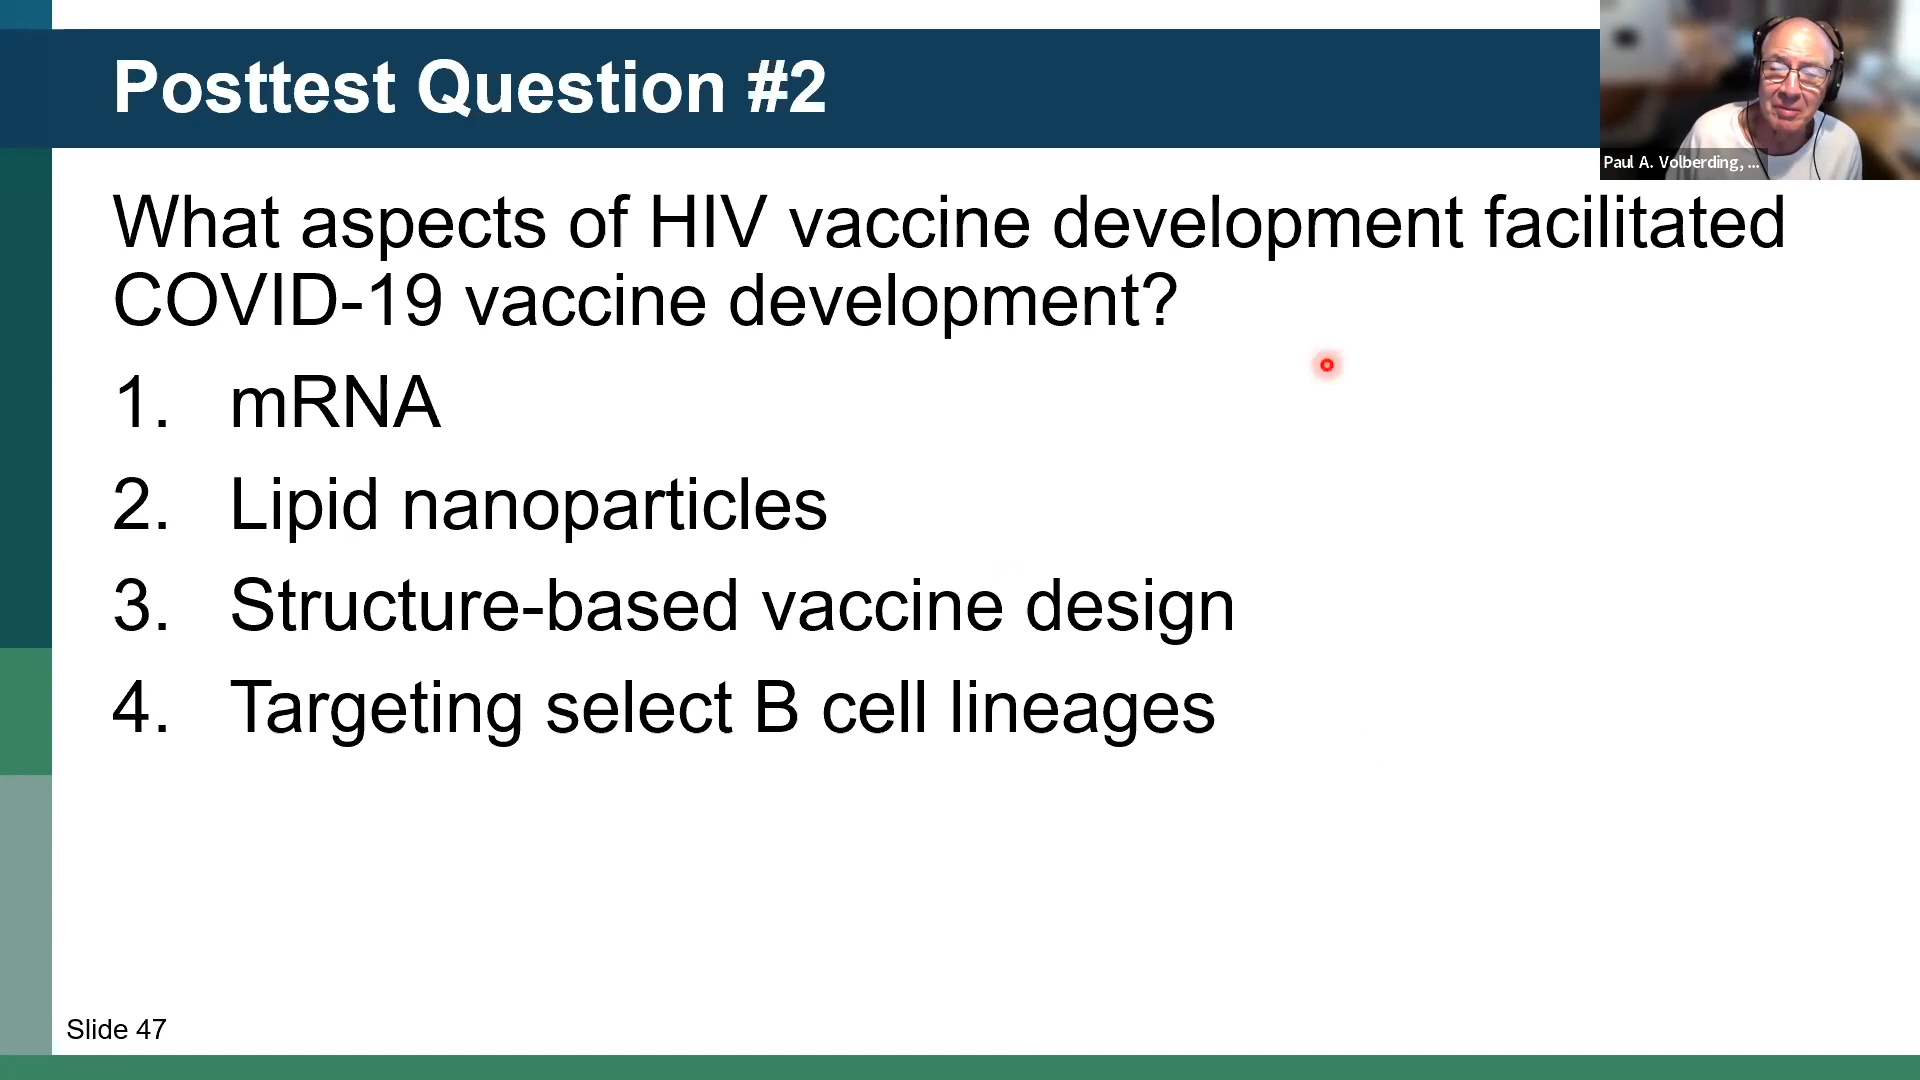 Posttest Question #2
Paul A. Volberding, ...
What aspects of HIV vaccine development facilitated
COVID-19 vaccine development?
1. mRNA
2. Lipid nanoparticles
3. Structure-based vaccine design
4. Targeting select B cell lineages
Slide 47